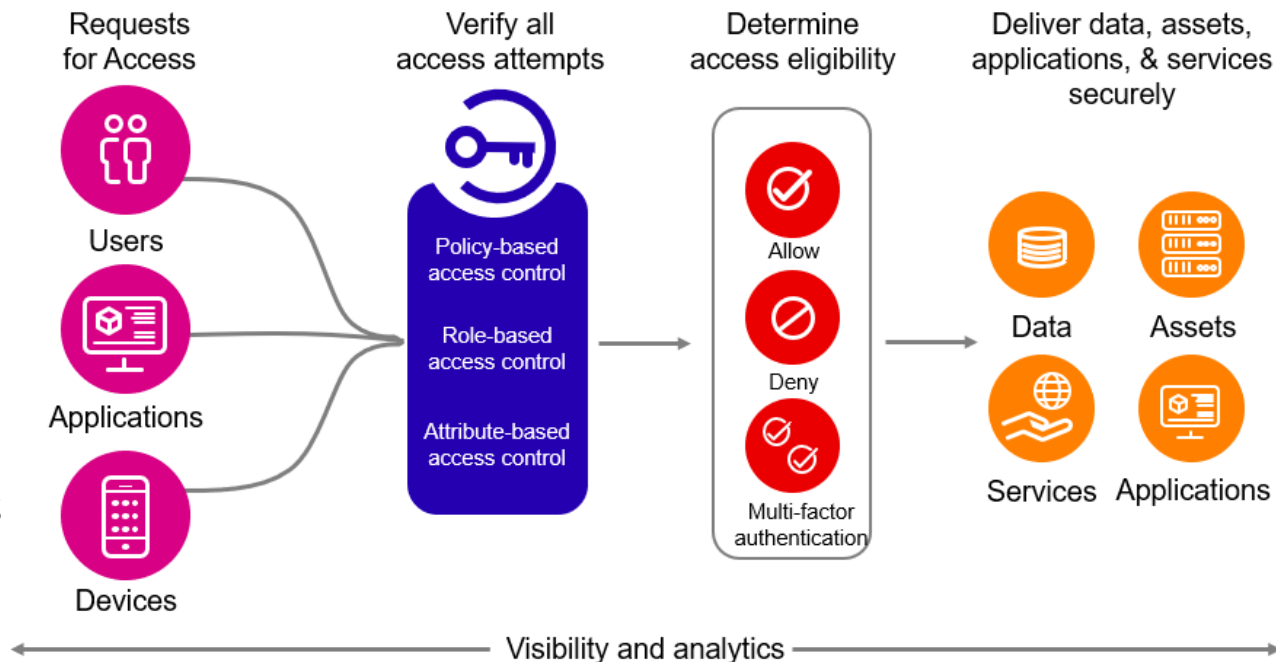 Requests
for Access
Verify all
access attempts
Determine
access eligibility
Deliver data, assets,
applications, & services
securely
Users
Applications
Devices
Policy-based
access control
Role-based
access control
Attribute-based
access control
Allow
Deny
Multi-factor
authentication
Data
Assets
Services
Applications
Visibility and analytics